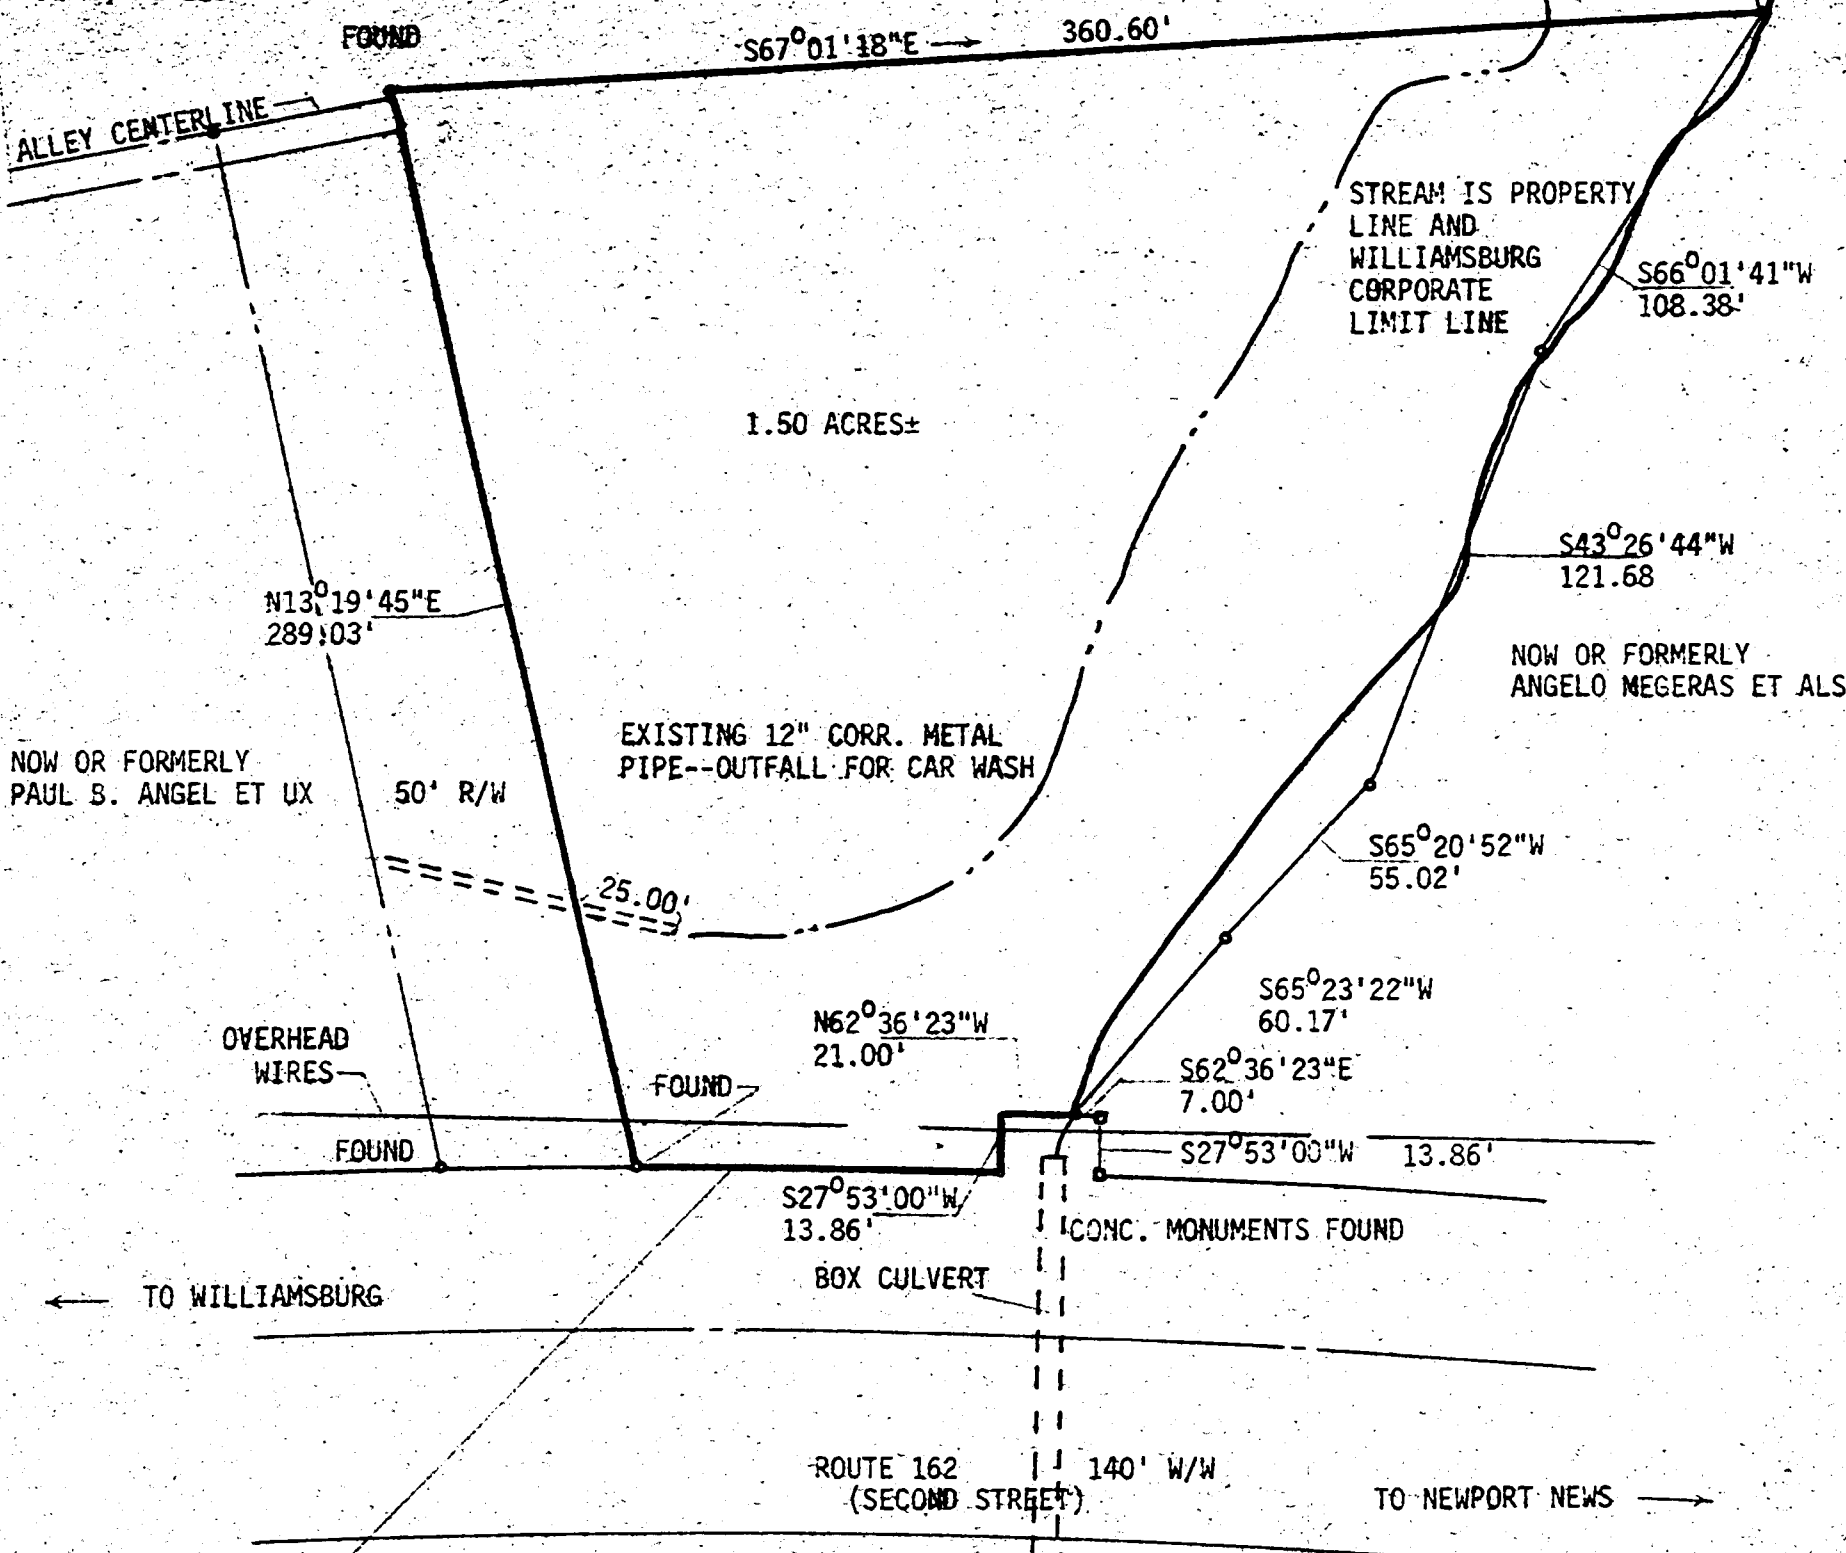 FOUND
S67°01'18"E → 360.60'
ALLEY CENTERLINE
STREAM IS PROPERTY
LINE AND
WILLIAMSBURG
CORPORATE
LIMIT LINE
S66°01'41"W
108.38'
1.50 ACRES±
S43°26'44"W
121.68
N13°19'45"E
289.03'
NOW OR FORMERLY
ANGELO MEGERAS ET ALS
EXISTING 12" CORR. METAL
PIPE--OUTFALL FOR CAR WASH
NOW OR FORMERLY
PAUL B. ANGEL ET UX
50' R/W
S65°20'52"W
55.02'
25.00'
S65°23'22"W
60.17'
N62°36'23"W
21.00'
OVERHEAD
WIRES
S62°36'23"E
7.00'
FOUND
FOUND
S27°53'00"W 13.86'
S27°53'00"W
13.86'
CONC. MONUMENTS FOUND
BOX CULVERT
← TO WILLIAMSBURG
ROUTE 162 140' W/W
(SECOND STREET)
TO NEWPORT NEWS →